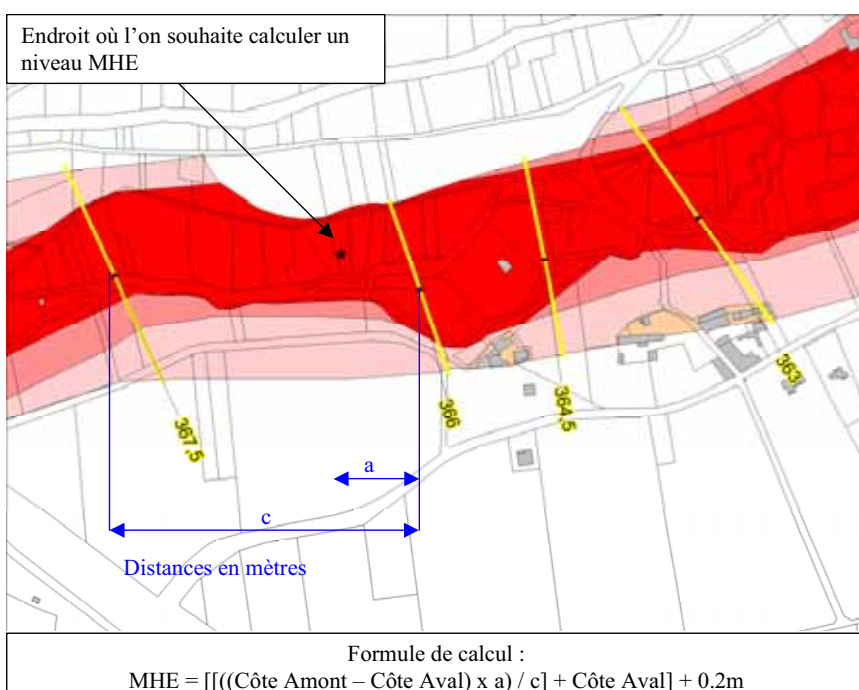 Endroit où l'on souhaite calculer un
niveau MHE
367,5
366
364,5
363
a
c
Distances en mètres
Formule de calcul :
MHE = [[((Côte Amont – Côte Aval) x a) / c] + Côte Aval] + 0.2m